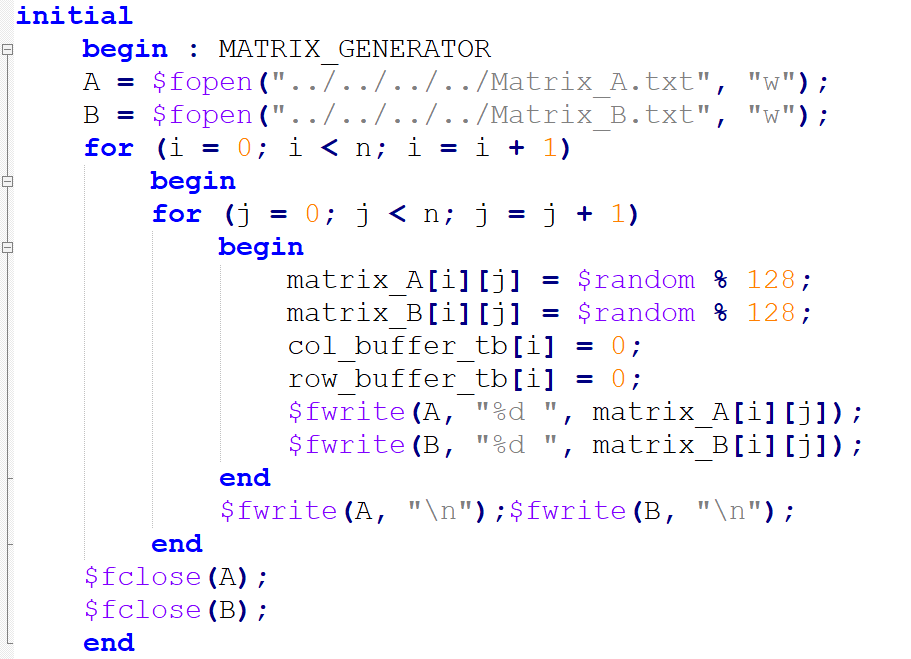 initial
begin : MATRIX_GENERATOR
A = $fopen("../../../../Matrix_A.txt", "w");
B = $fopen("../../../../Matrix_B.txt", "w");
for (i = 0; i < n; i = i + 1)
begin
for (j = 0; j < n; j = j + 1)
begin
matrix_A[i][j] = $random % 128;
matrix_B[i][j] = $random % 128;
col_buffer_tb[i] = 0;
row_buffer_tb[i] = 0;
$fwrite(A, "%d ", matrix_A[i][j]);
$fwrite(B, "%d ", matrix_B[i][j]);
end
$fwrite(A, "\n");$fwrite(B, "\n");
end
$fclose(A);
$fclose(B);
end